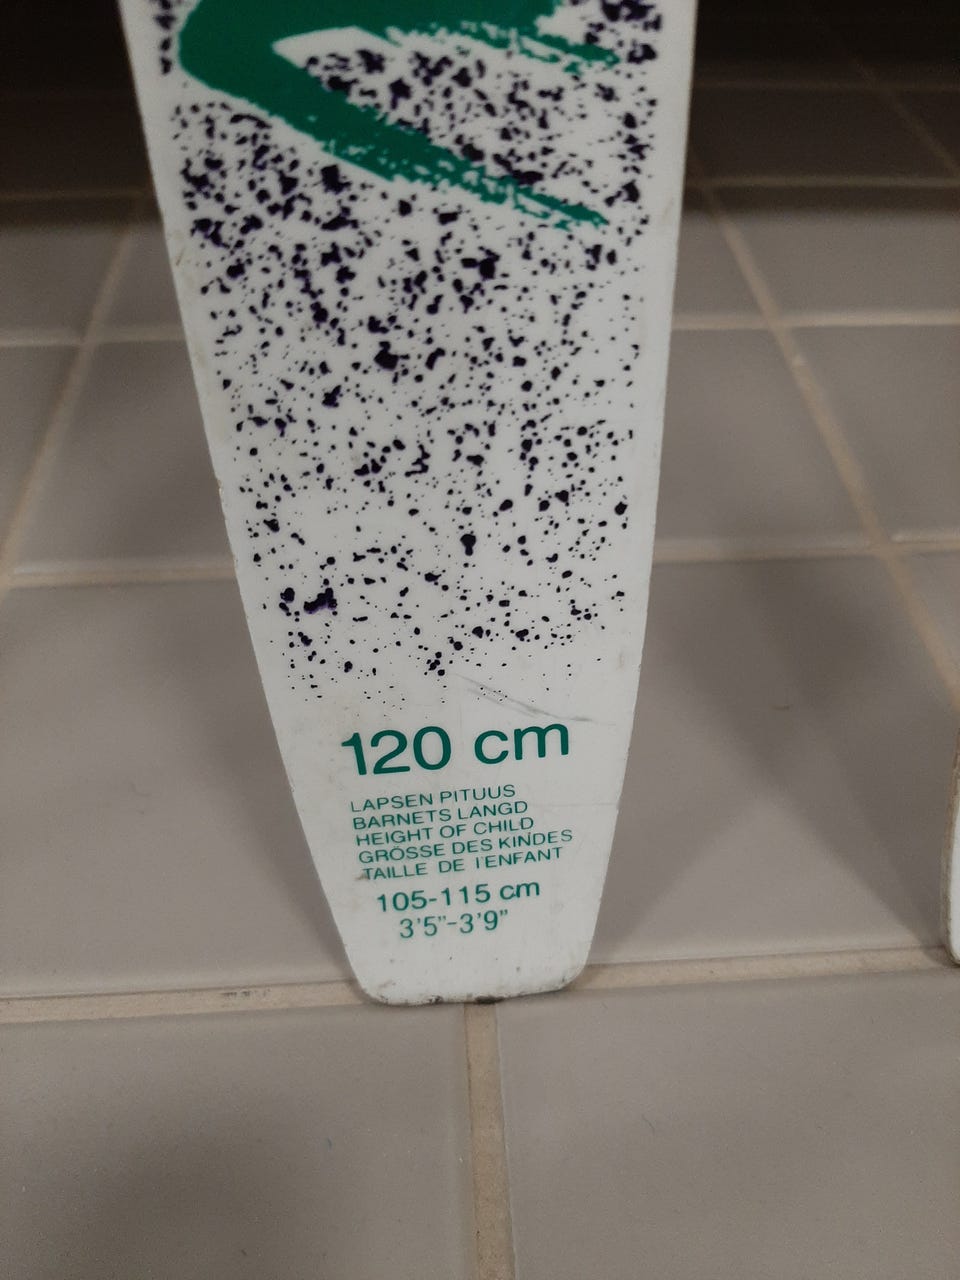 120 cm
LAPSEN PITUUS
BARNETS LANGD
HEIGHT OF CHILD
GRÖSSE DES KINDES
TAILLE DE l'ENFANT
105-115 cm
3'5"-3'9"